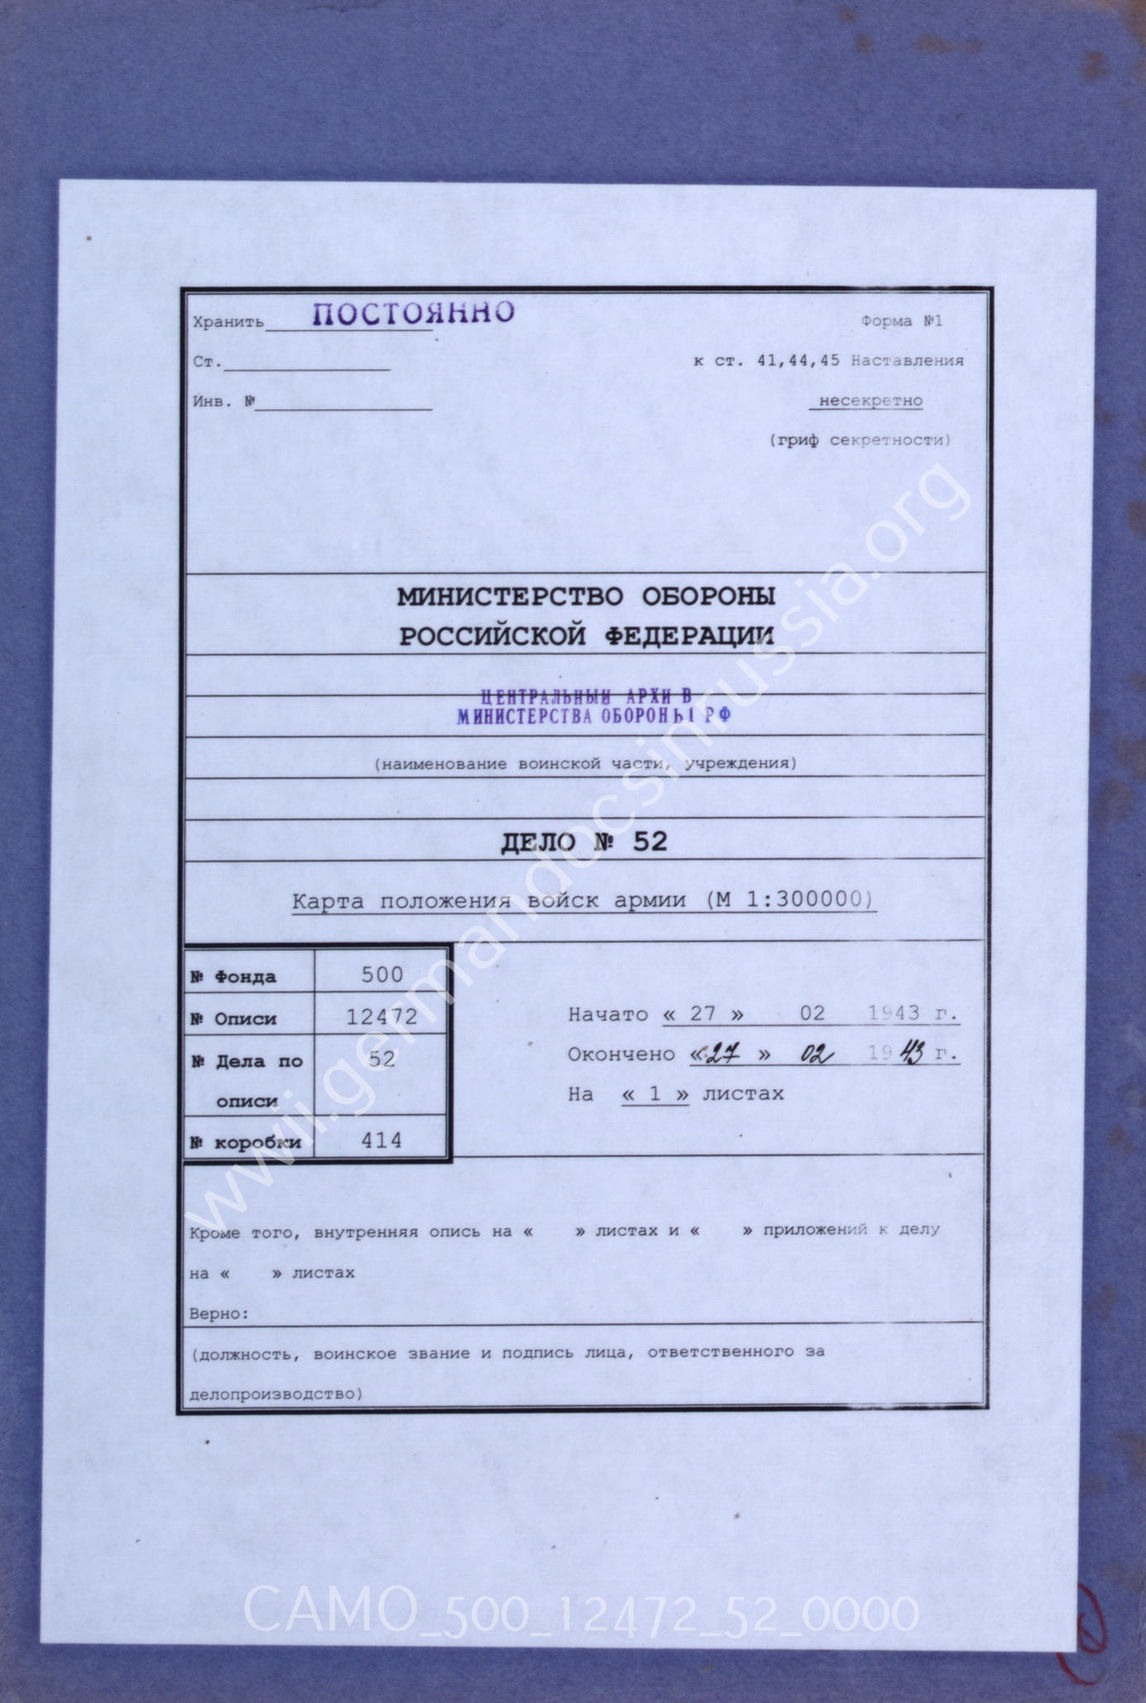 Хранить ПОСТОЯННО
Форма №1
Ст.
к ст. 41,44,45 Наставления
Инв. №
несекретно
(гриф секретности)
МИНИСТЕРСТВО ОБОРОНЫ
РОССИЙСКОЙ ФЕДЕРАЦИИ
ЦЕНТРАЛЬНЫЙ АРХИВ
МИНИСТЕРСТВА ОБОРОНЫ РФ
(наименование воинской части, учреждения)
ДЕЛО № 52
Карта положения войск армии (М 1:300000)
№ Фонда 500
№ Описи 12472
№ Дела по 52
описи
№ коробки 414
Начато « 27 » 02 1943 г.
Окончено « 27 » 02 1943 г.
На « 1 » листах
Кроме того, внутренняя опись на « » листах и « » приложений к делу
на « » листах
Верно:
(должность, воинское звание и подпись лица, ответственного за
делопроизводство)
www.wwii.germandocsinrussia.org
CAMO_500_12472_52_0000